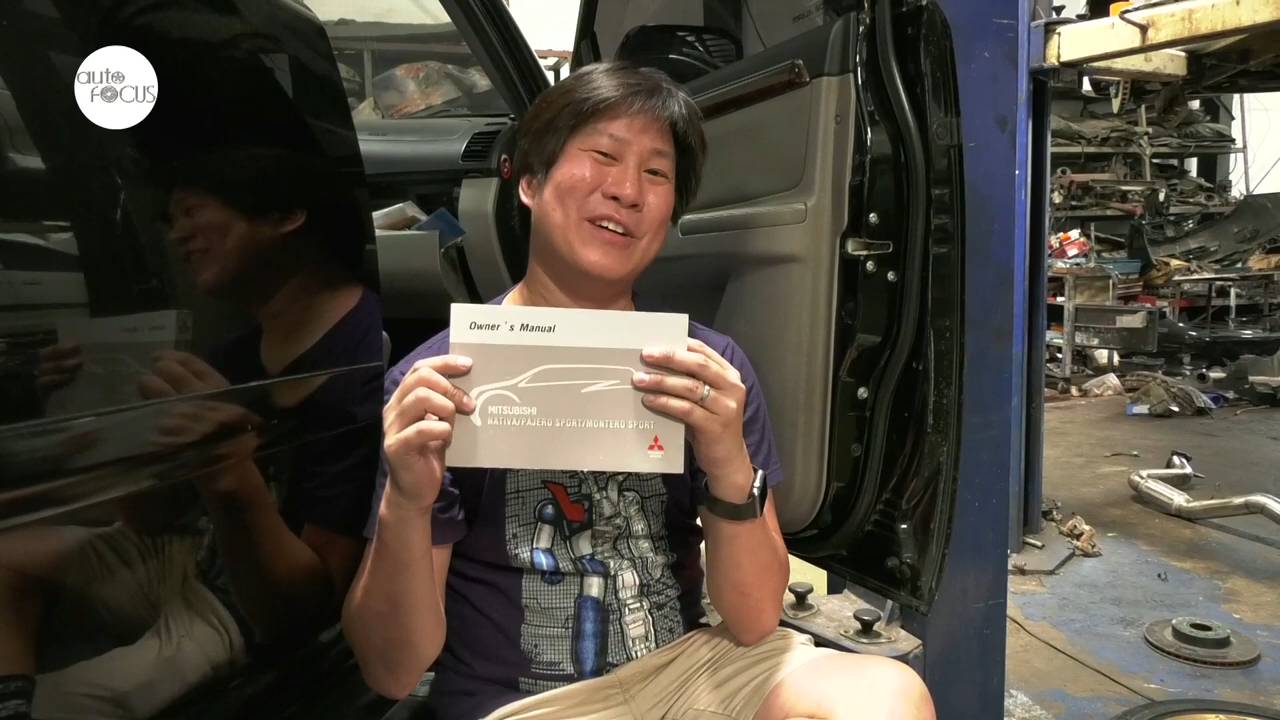 auto
FOCUS
Owner's Manual
MITSUBISHI
NATIVA/PAJERO SPORT/MONTERO SPORT